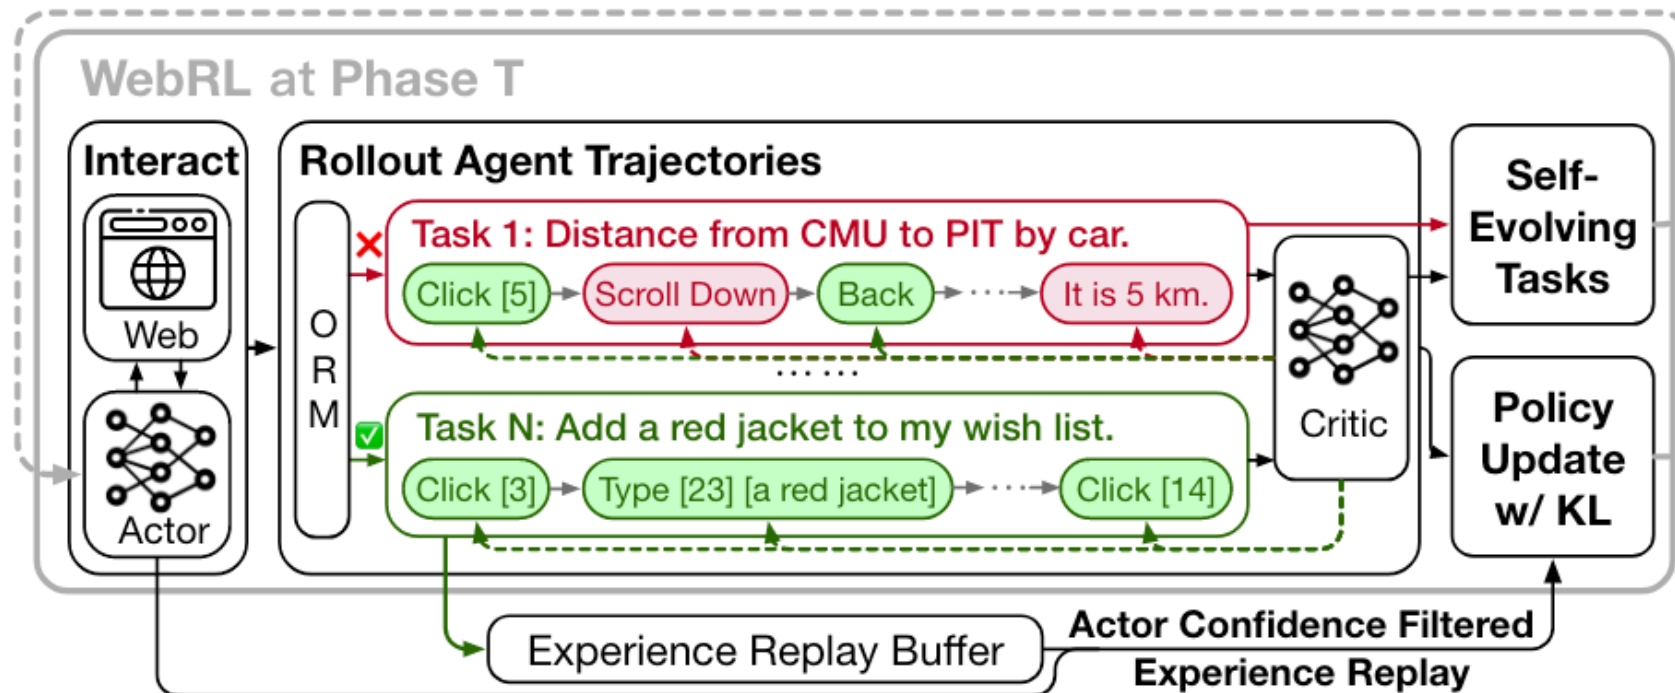 WebRL at Phase T
Interact
Web
Actor
Rollout Agent Trajectories
O
R
M
Task 1: Distance from CMU to PIT by car.
Click [5]
Scroll Down
Back
It is 5 km.
Task N: Add a red jacket to my wish list.
Click [3]
Type [23] [a red jacket]
Click [14]
Critic
Self-
Evolving
Tasks
Policy
Update
w/ KL
Experience Replay Buffer
Actor Confidence Filtered
Experience Replay